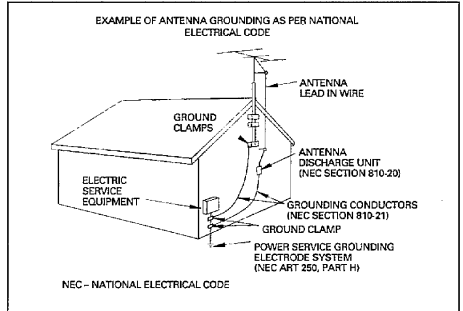 EXAMPLE OF ANTENNA GROUNDING AS PER NATIONAL
ELECTRICAL CODE
ANTENNA
LEAD IN WIRE
GROUND
CLAMPS
ANTENNA
DISCHARGE UNIT
(NEC SECTION 810-20)
ELECTRIC
SERVICE
EQUIPMENT
GROUNDING CONDUCTORS
(NEC SECTION 810-21)
GROUND CLAMP
POWER SERVICE GROUNDING
ELECTRODE SYSTEM
(NEC ART 250, PART H)
NEC – NATIONAL ELECTRICAL CODE